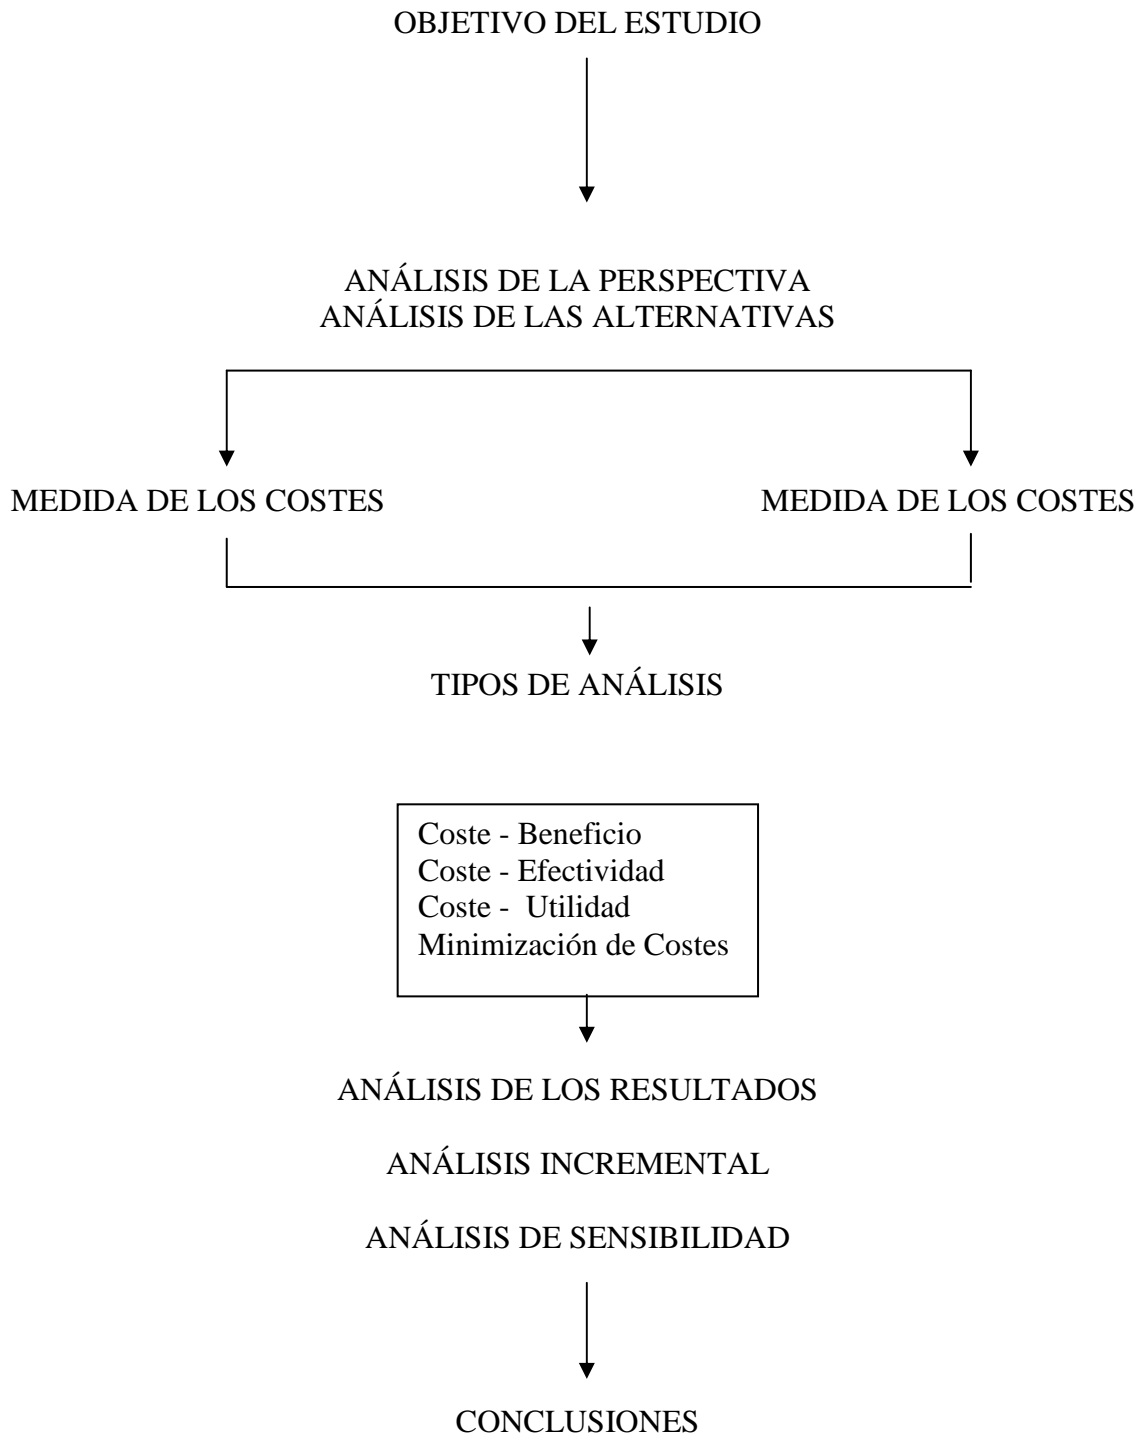 OBJETIVO DEL ESTUDIO
ANÁLISIS DE LA PERSPECTIVA
ANÁLISIS DE LAS ALTERNATIVAS
MEDIDA DE LOS COSTES
MEDIDA DE LOS COSTES
TIPOS DE ANÁLISIS
Coste - Beneficio
Coste - Efectividad
Coste -  Utilidad
Minimización de Costes
ANÁLISIS DE LOS RESULTADOS
ANÁLISIS INCREMENTAL
ANÁLISIS DE SENSIBILIDAD
CONCLUSIONES